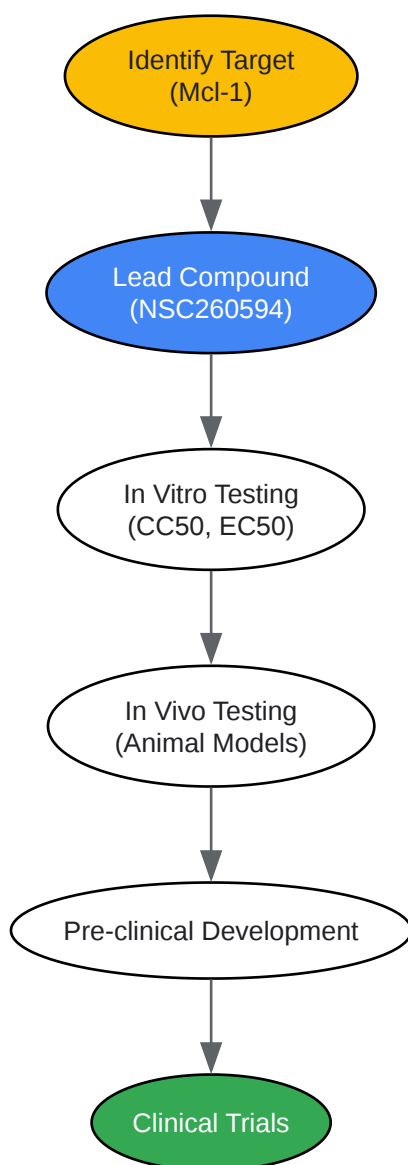 Identify Target
(Mcl-1)
Lead Compound
(NSC260594)
In Vitro Testing
(CC50, EC50)
In Vivo Testing
(Animal Models)
Pre-clinical Development
Clinical Trials